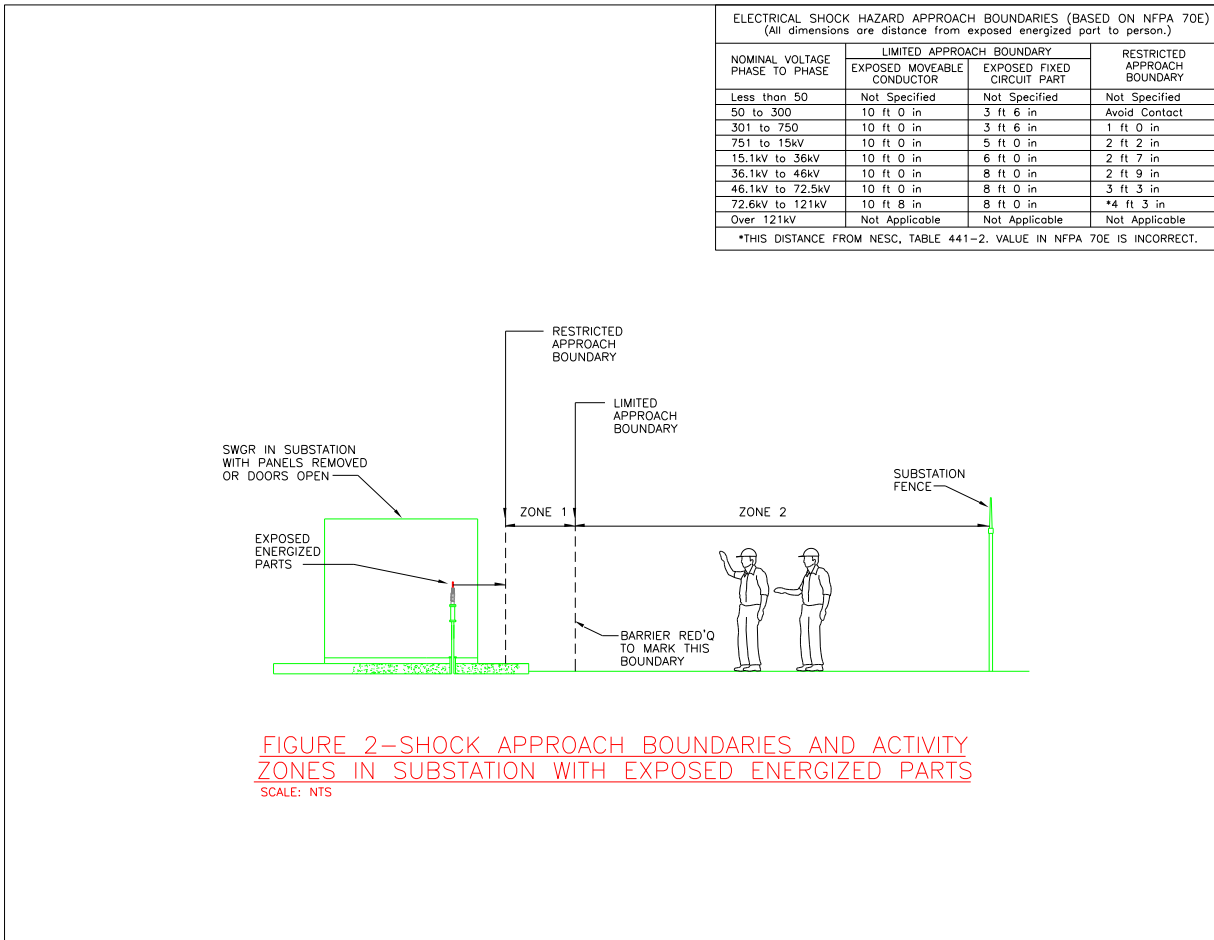 ELECTRICAL SHOCK HAZARD APPROACH BOUNDARIES (BASED ON NFPA 70E)
(All dimensions are distance from exposed energized part to person.)
NOMINAL VOLTAGE
PHASE TO PHASE
LIMITED APPROACH BOUNDARY
EXPOSED MOVEABLE
CONDUCTOR
EXPOSED FIXED
CIRCUIT PART
RESTRICTED
APPROACH
BOUNDARY
Less than 50 Not Specified Not Specified Not Specified
50 to 300 10 ft 0 in 3 ft 6 in Avoid Contact
301 to 750 10 ft 0 in 3 ft 6 in 1 ft 0 in
751 to 15kV 10 ft 0 in 5 ft 0 in 2 ft 2 in
15.1kV to 36kV 10 ft 0 in 6 ft 0 in 2 ft 7 in
36.1kV to 46kV 10 ft 0 in 8 ft 0 in 2 ft 9 in
46.1kV to 72.5kV 10 ft 0 in 8 ft 0 in 3 ft 3 in
72.6kV to 121kV 10 ft 8 in 8 ft 0 in *4 ft 3 in
Over 121kV Not Applicable Not Applicable Not Applicable
*THIS DISTANCE FROM NESC, TABLE 441-2. VALUE IN NFPA 70E IS INCORRECT.
RESTRICTED
APPROACH
BOUNDARY
LIMITED
APPROACH
BOUNDARY
SWGR IN SUBSTATION
WITH PANELS REMOVED
OR DOORS OPEN
SUBSTATION
FENCE
ZONE 1
ZONE 2
EXPOSED
ENERGIZED
PARTS
BARRIER RED'Q
TO MARK THIS
BOUNDARY
FIGURE 2-SHOCK APPROACH BOUNDARIES AND ACTIVITY
ZONES IN SUBSTATION WITH EXPOSED ENERGIZED PARTS
SCALE: NTS